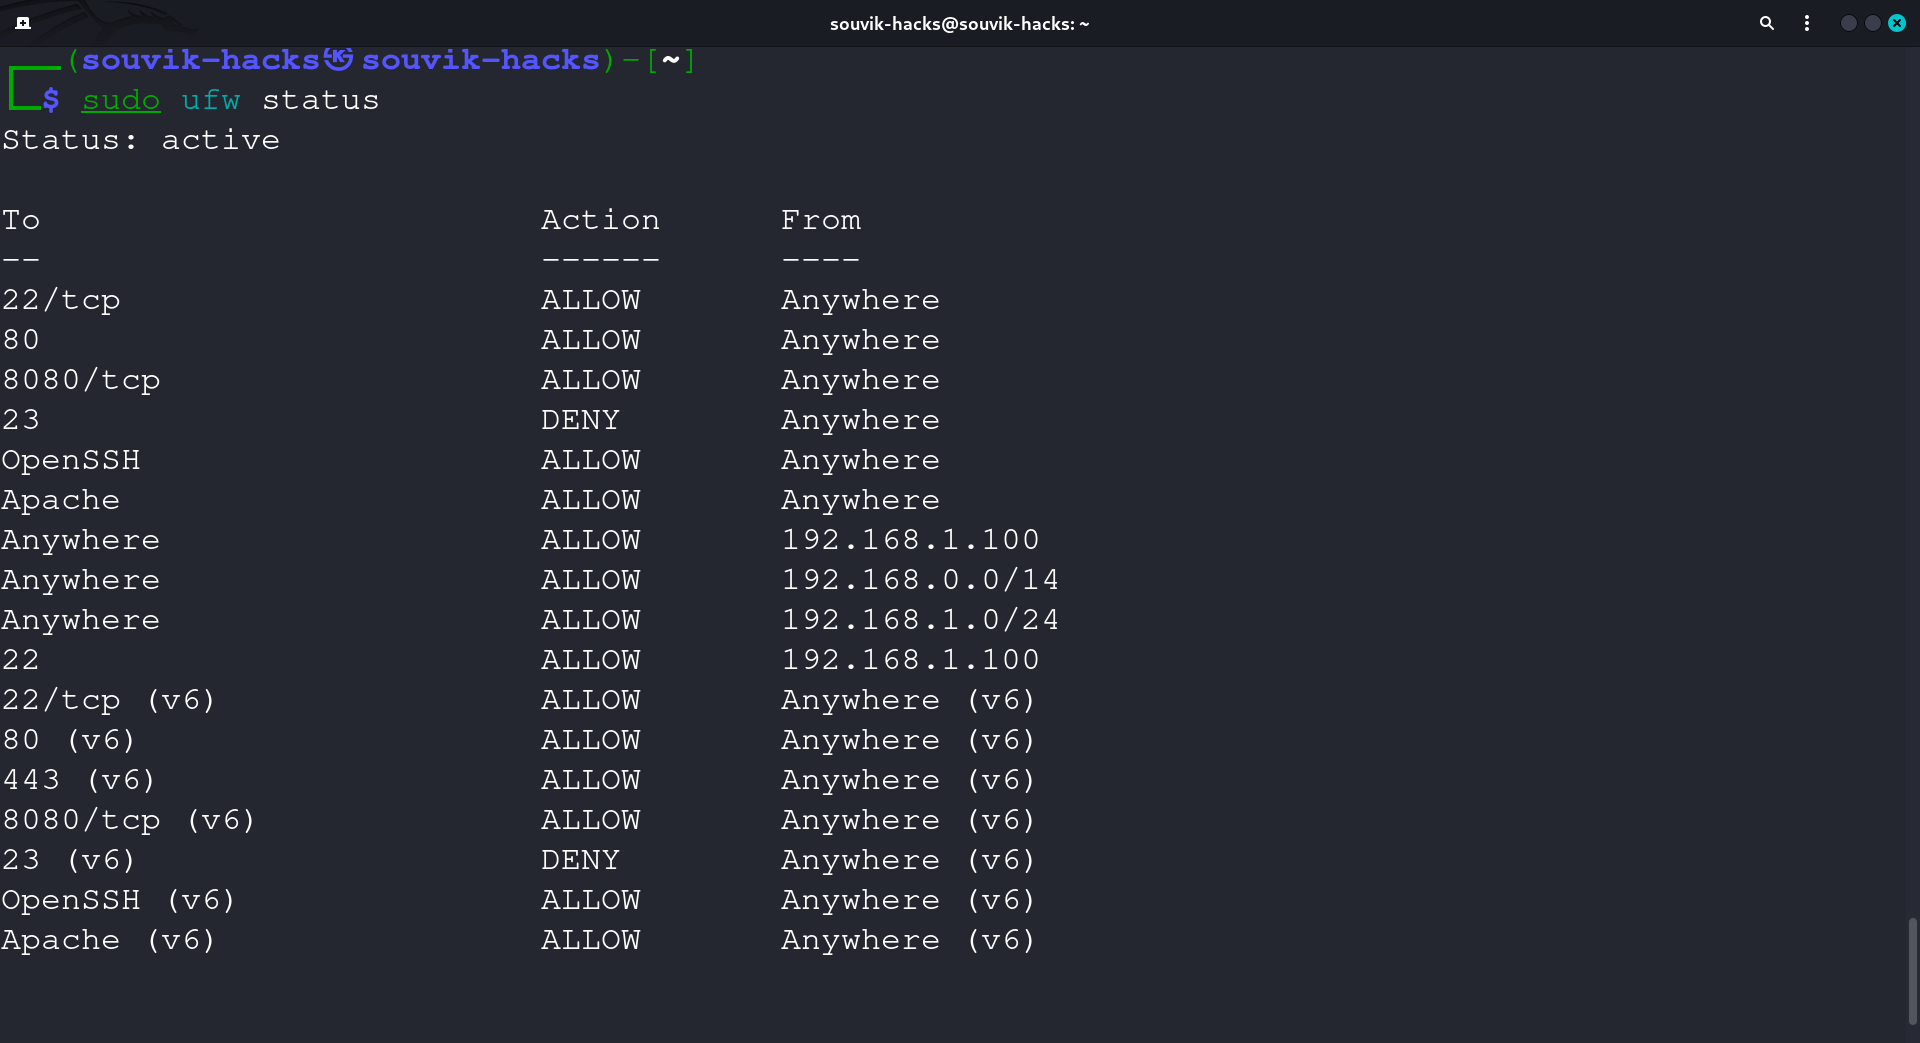 souvik-hacks@souvik-hacks: ~
(souvik-hacks㉿souvik-hacks)-[~]
$ sudo ufw status
Status: active
To                         Action      From
--                         ------      ----
22/tcp                     ALLOW       Anywhere
80                         ALLOW       Anywhere
8080/tcp                   ALLOW       Anywhere
23                         DENY        Anywhere
OpenSSH                    ALLOW       Anywhere
Apache                     ALLOW       Anywhere
Anywhere                   ALLOW       192.168.1.100
Anywhere                   ALLOW       192.168.0.0/14
Anywhere                   ALLOW       192.168.1.0/24
22                         ALLOW       192.168.1.100
22/tcp (v6)                ALLOW       Anywhere (v6)
80 (v6)                    ALLOW       Anywhere (v6)
443 (v6)                   ALLOW       Anywhere (v6)
8080/tcp (v6)              ALLOW       Anywhere (v6)
23 (v6)                    DENY        Anywhere (v6)
OpenSSH (v6)               ALLOW       Anywhere (v6)
Apache (v6)                ALLOW       Anywhere (v6)